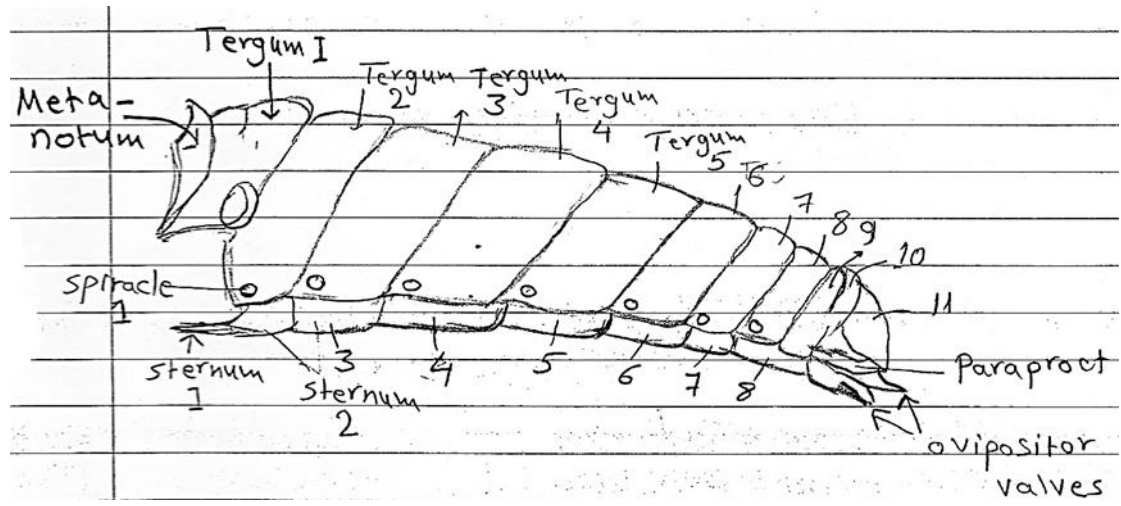 Tergum I
Meta-
notum
Tergum
2
Tergum
3
Tergum
4
Tergum
5
T6
7
8
9
10
11
spiracle
1
sternum
1
sternum
2
3
4
5
6
7
8
Paraproct
ovipositor
valves